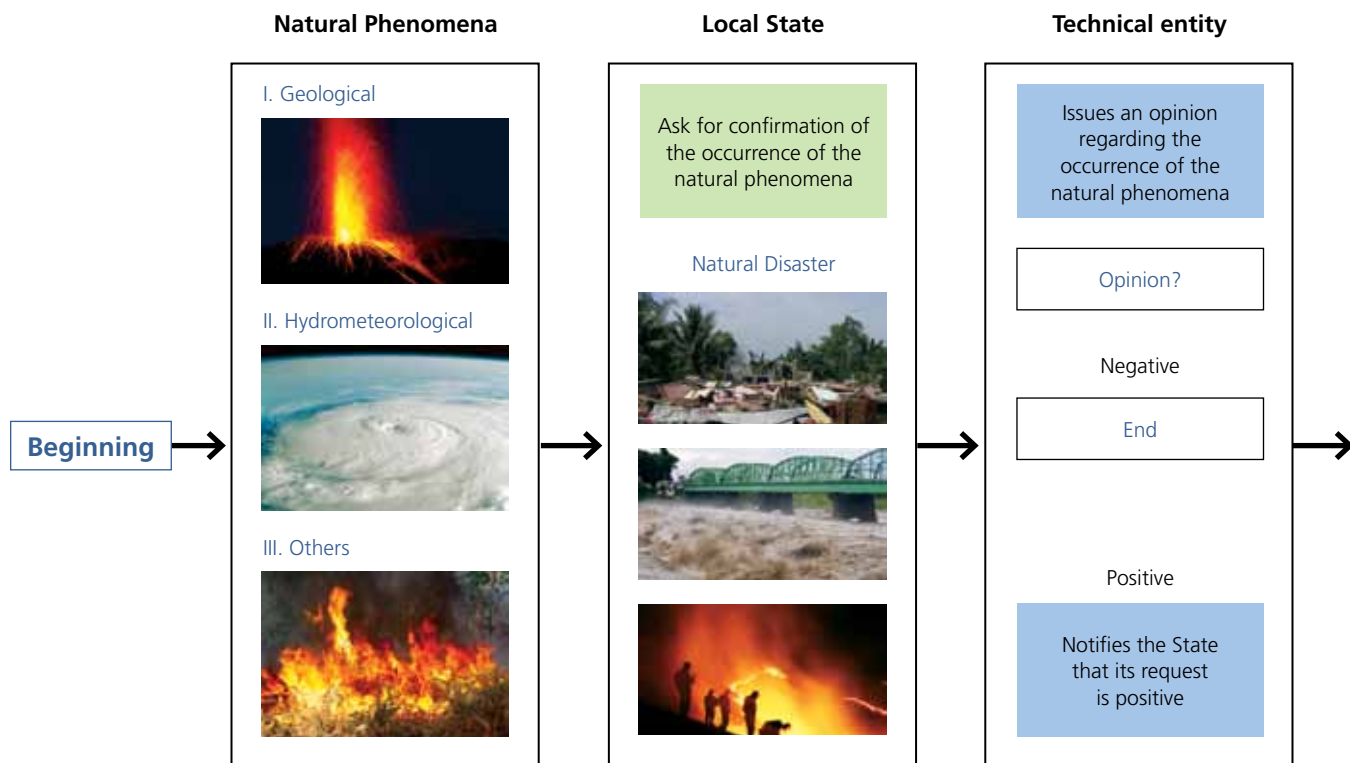 Natural Phenomena
Local State
Technical entity
Beginning
I. Geological
II. Hydrometeorological
III. Others
Ask for confirmation of
the occurrence of the
natural phenomena
Natural Disaster
Issues an opinion
regarding the
occurrence of the
natural phenomena
Opinion?
Negative
End
Positive
Notifies the State
that its request
is positive